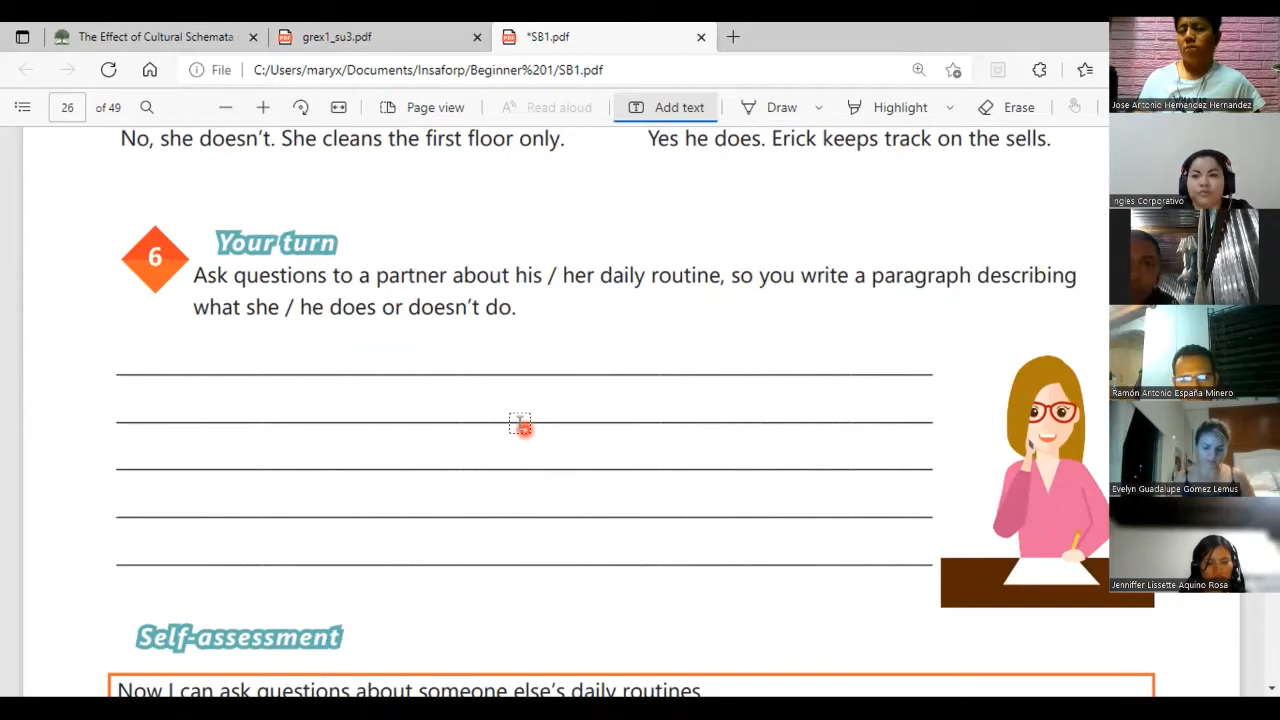 The Effect of Cultural Schemata
grex1_su3.pdf
*SB1.pdf
File
C:/Users/maryx/Documents/Insaforp/Beginner%201/SB1.pdf
26
of 49
Page view
Read aloud
Add text
Draw
Highlight
Erase
No, she doesn't. She cleans the first floor only.
Yes he does. Erick keeps track on the sells.
6
Your turn
Ask questions to a partner about his / her daily routine, so you write a paragraph describing
what she / he does or doesn't do.
Self-assessment
Now I can ask questions about someone else's daily routines
Jose Antonio Hernandez Hernandez
Ingles Corporativo
Ramón Antonio España Minero
Evelyn Guadalupe Gomez Lemus
Jenniffer Lissette Aquino Rosa